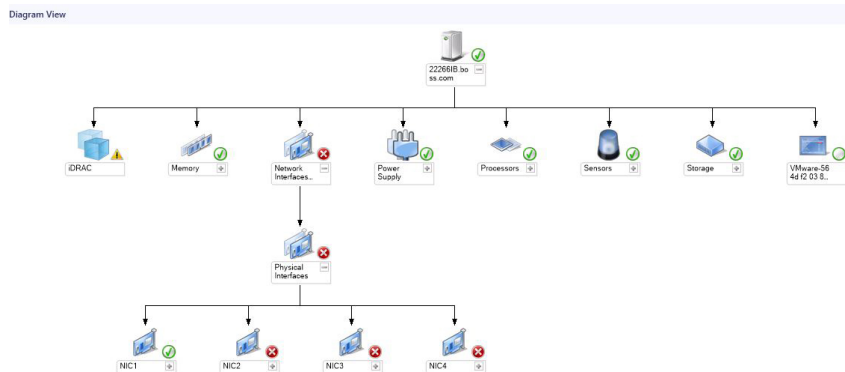 Diagram View
22266IB.bo
ss.com
iDRAC
Memory
Network
Interfaces...
Power
Supply
Processors
Sensors
Storage
VMware-56
4d f2 03 8...
Physical
Interfaces
NIC1
NIC2
NIC3
NIC4